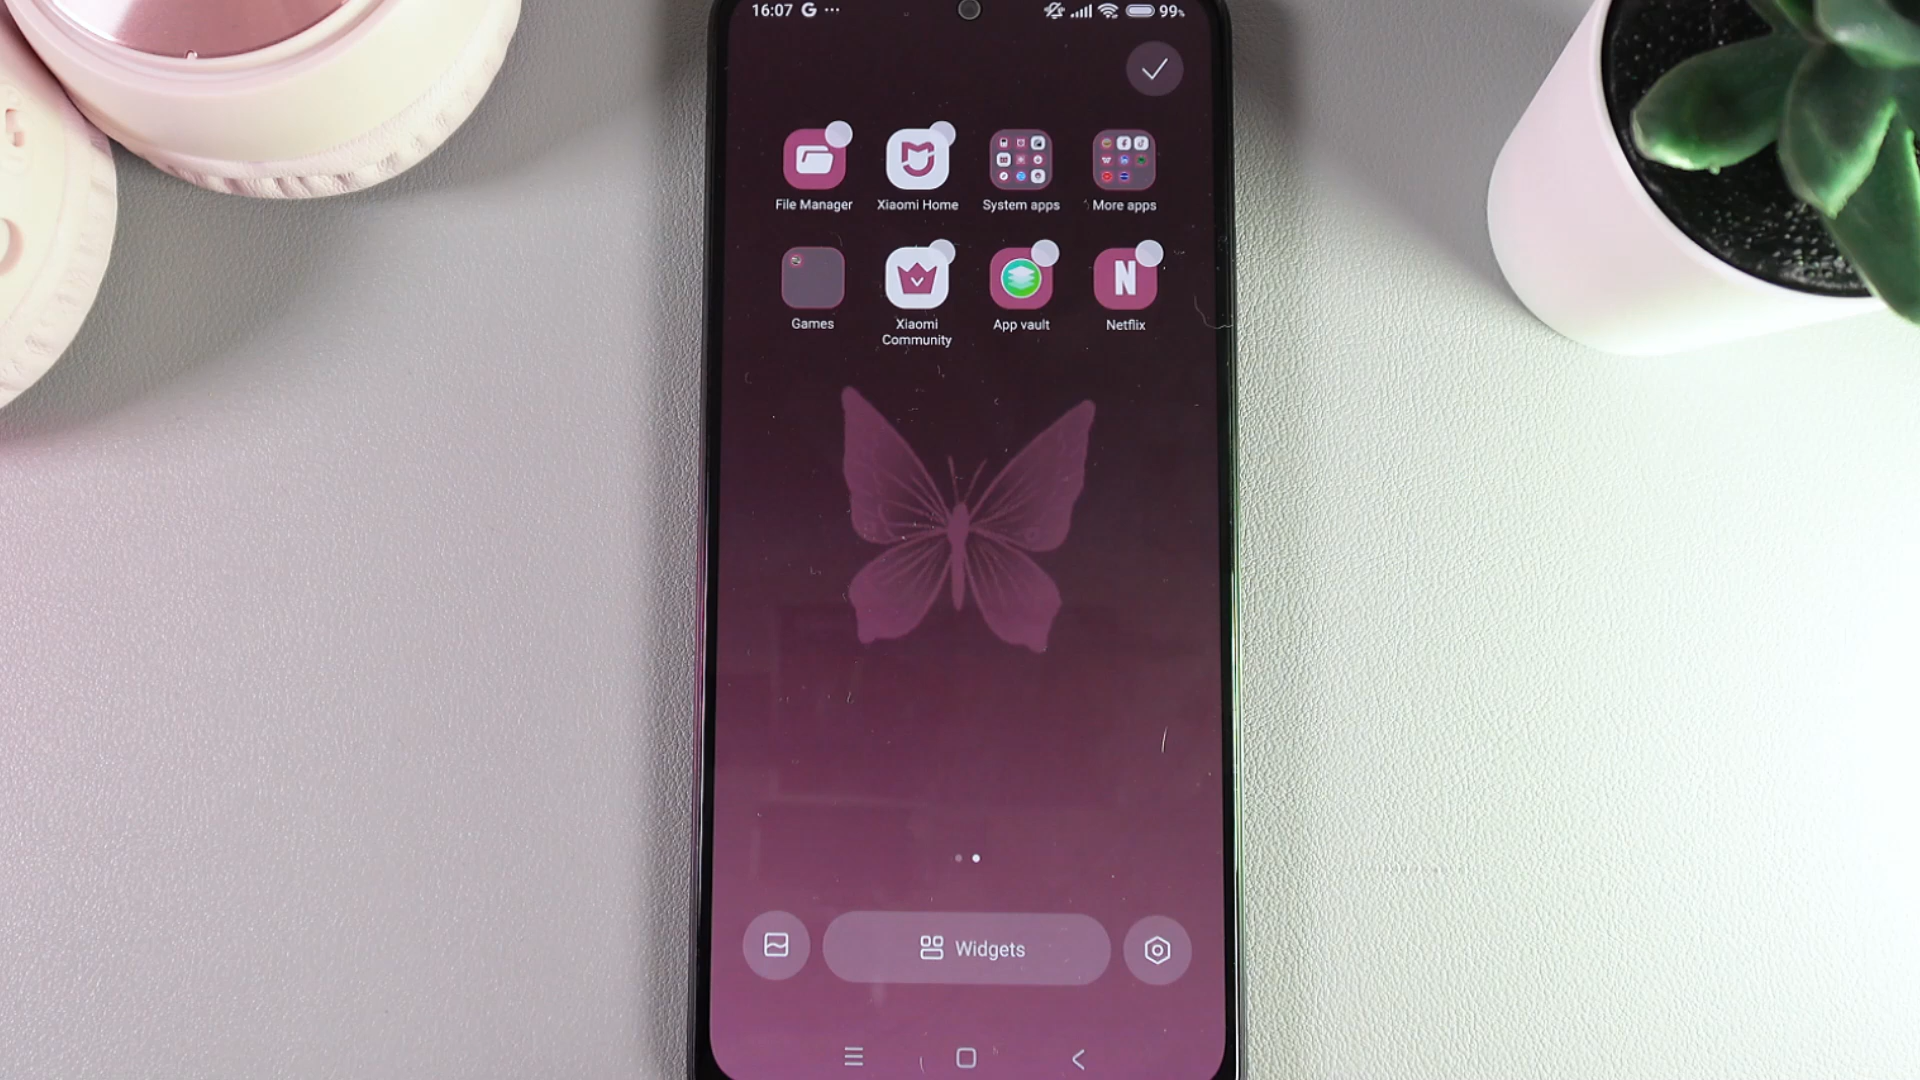 16:07 G ... 99%
File Manager
Xiaomi Home
System apps
More apps
Games
Xiaomi
Community
App vault
N
Netflix
Widgets